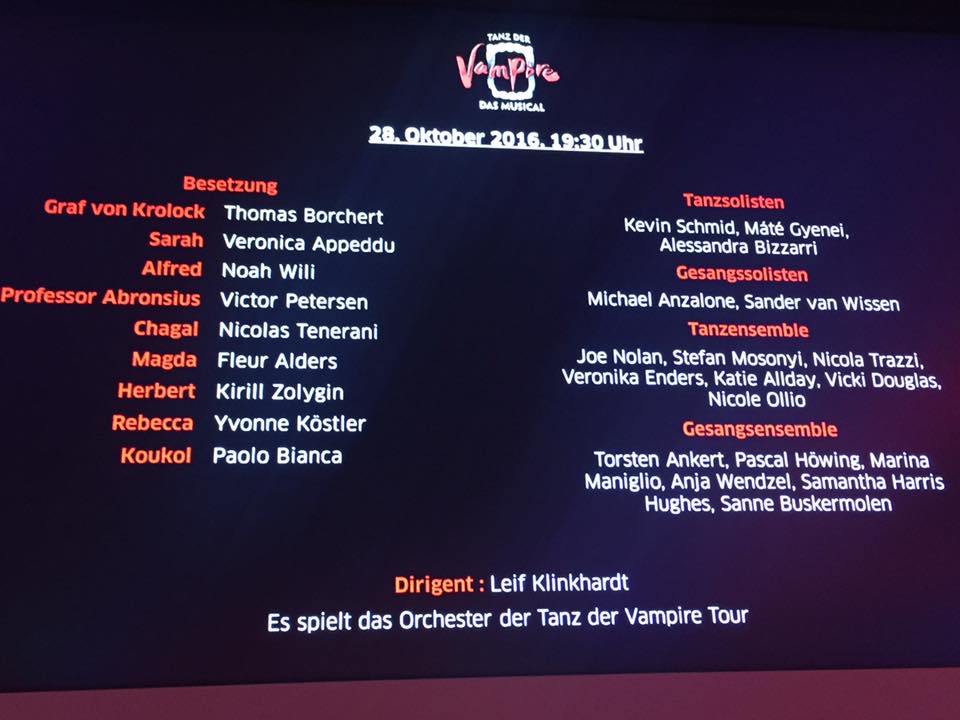 TANZ DER
Vampire
DAS MUSICAL
28. Oktober 2016, 19:30 Uhr
Besetzung
Graf von Krolock Thomas Borchert
Sarah Veronica Appeddu
Alfred Noah Wili
Professor Abronsius Victor Petersen
Chagal Nicolas Tenerani
Magda Fleur Alders
Herbert Kirill Zolygin
Rebecca Yvonne Köstler
Koukol Paolo Bianca
Tanzsolisten
Kevin Schmid, Máté Gyenei,
Alessandra Bizzarri
Gesangssolisten
Michael Anzalone, Sander van Wissen
Tanzensemble
Joe Nolan, Stefan Mosonyi, Nicola Trazzi,
Veronika Enders, Katie Allday, Vicki Douglas,
Nicole Ollio
Gesangsensemble
Torsten Ankert, Pascal Höwing, Marina
Maniglio, Anja Wendzel, Samantha Harris
Hughes, Sanne Buskermolen
Dirigent : Leif Klinkhardt
Es spielt das Orchester der Tanz der Vampire Tour